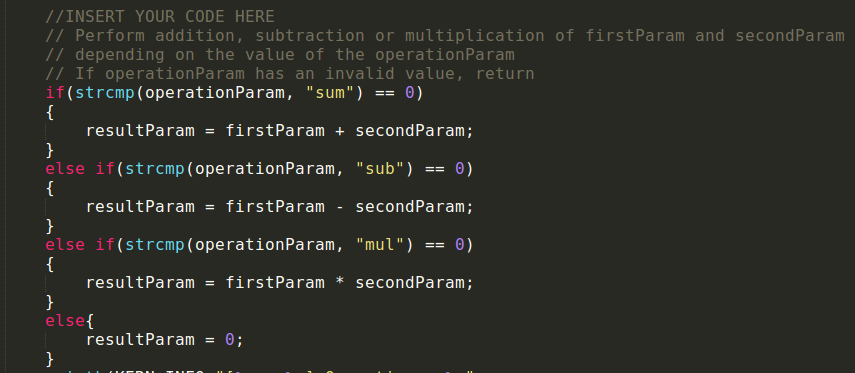 //INSERT YOUR CODE HERE
// Perform addition, subtraction or multiplication of firstParam and secondParam
// depending on the value of the operationParam
// If operationParam has an invalid value, return
if(strcmp(operationParam, "sum") == 0)
{
resultParam = firstParam + secondParam;
}
else if(strcmp(operationParam, "sub") == 0)
{
resultParam = firstParam - secondParam;
}
else if(strcmp(operationParam, "mul") == 0)
{
resultParam = firstParam * secondParam;
}
else{
resultParam = 0;
}